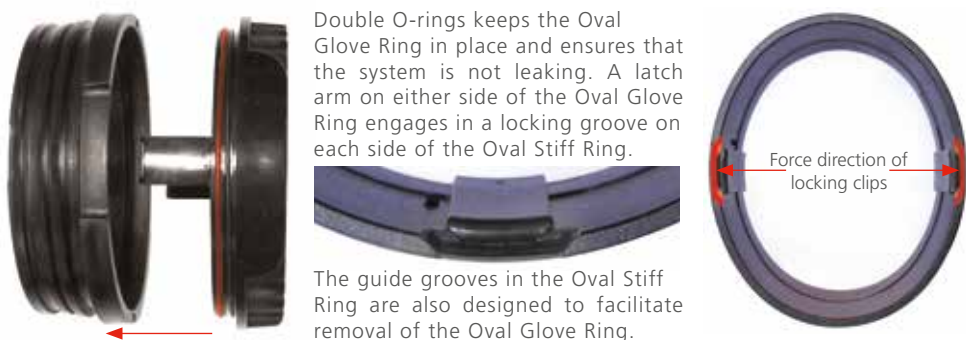 Double O-rings keeps the Oval
Glove Ring in place and ensures that
the system is not leaking. A latch
arm on either side of the Oval Glove
Ring engages in a locking groove on
each side of the Oval Stiff Ring.
The guide grooves in the Oval Stiff
Ring are also designed to facilitate
removal of the Oval Glove Ring.
Force direction of
locking clips